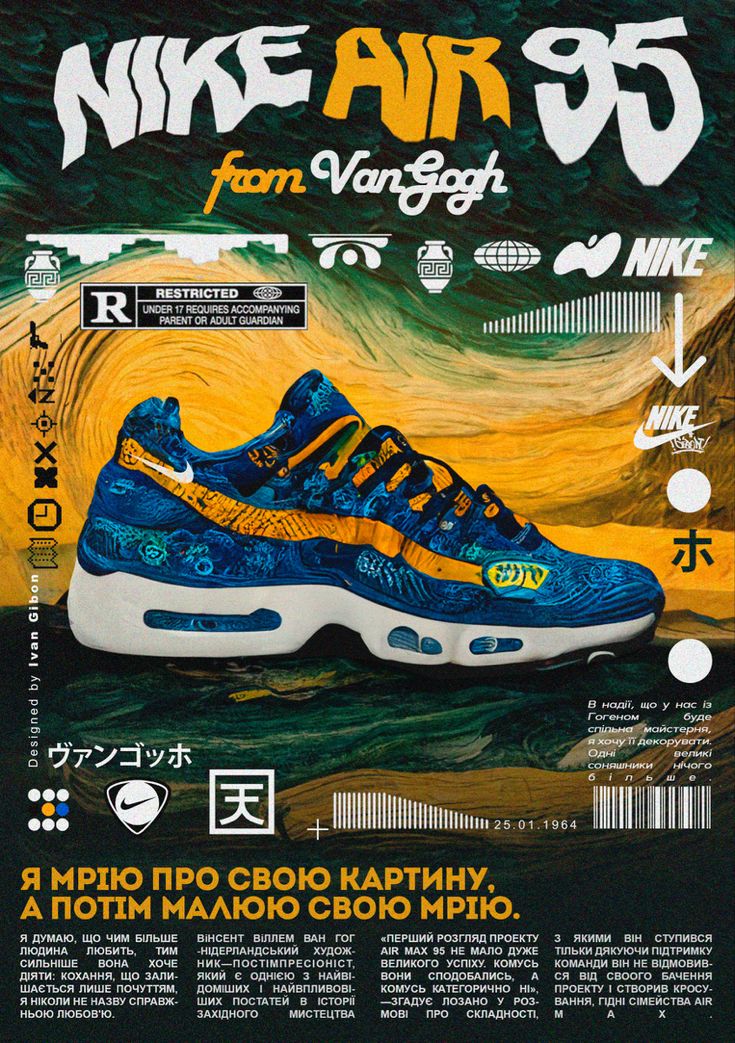 NIKE AIR 95
from VanGogh
NIKE
R
RESTRICTED
UNDER 17 REQUIRES ACCOMPANYING
PARENT OR ADULT GUARDIAN
N
NIKE
ホ
Designed by Ivan Gibon
В надії, що у нас із
Гогеном буде
спільна майстерня,
я хочу її декорувати.
Одні великі
соняшники нічого
більше.
ヴァンゴッホ
天
25.01.1964
Я МРІЮ ПРО СВОЮ КАРТИНУ,
А ПОТІМ МАЛЮЮ СВОЮ МРІЮ.
Я ДУМАЮ, ЩО ЧИМ БІЛЬШЕ
ЛЮДИНА ЛЮБИТЬ, ТИМ
СИЛЬНІШЕ ВОНА ХОЧЕ
ДІЯТИ: КОХАННЯ, ЩО ЗАЛИ-
ШАЄТЬСЯ ЛИШЕ ПОЧУТТЯМ,
Я НІКОЛИ НЕ НАЗВУ СПРАВЖ-
НЬОЮ ЛЮБОВ'Ю.
ВІНСЕНТ ВІЛЛЕМ ВАН ГОГ
-НІДЕРЛАНДСЬКИЙ ХУДОЖ-
НИК—ПОСТІМПРЕСІОНІСТ,
ЯКИЙ Є ОДНІЄЮ З НАЙВІ-
ДОМІШИХ І НАЙВПЛИВОВІ-
ШИХ ПОСТАТЕЙ В ІСТОРІЇ
ЗАХІДНОГО МИСТЕЦТВА
«ПЕРШИЙ РОЗГЛЯД ПРОЕКТУ
AIR MAX 95 НЕ МАЛО ДУЖЕ
ВЕЛИКОГО УСПІХУ. КОМУСЬ
ВОНИ СПОДОБАЛИСЬ, А
КОМУСЬ КАТЕГОРИЧНО НІ»,
—ЗГАДУЄ ЛОЗАНО У РОЗ-
МОВІ ПРО СКЛАДНОСТІ,
З ЯКИМИ ВІН СТУПИВСЯ
ТІЛЬКИ ДЯКУЮЧИ ПІДТРИМКУ
КОМАНДИ ВІН НЕ ВІДМОВИВ-
СЯ ВІД СВОЄГО БАЧЕННЯ
ПРОЕКТУ І СТВОРИВ КРОСУ-
ВАННЯ, ГІДНІ СІМЕЙСТВА AIR
MAX.